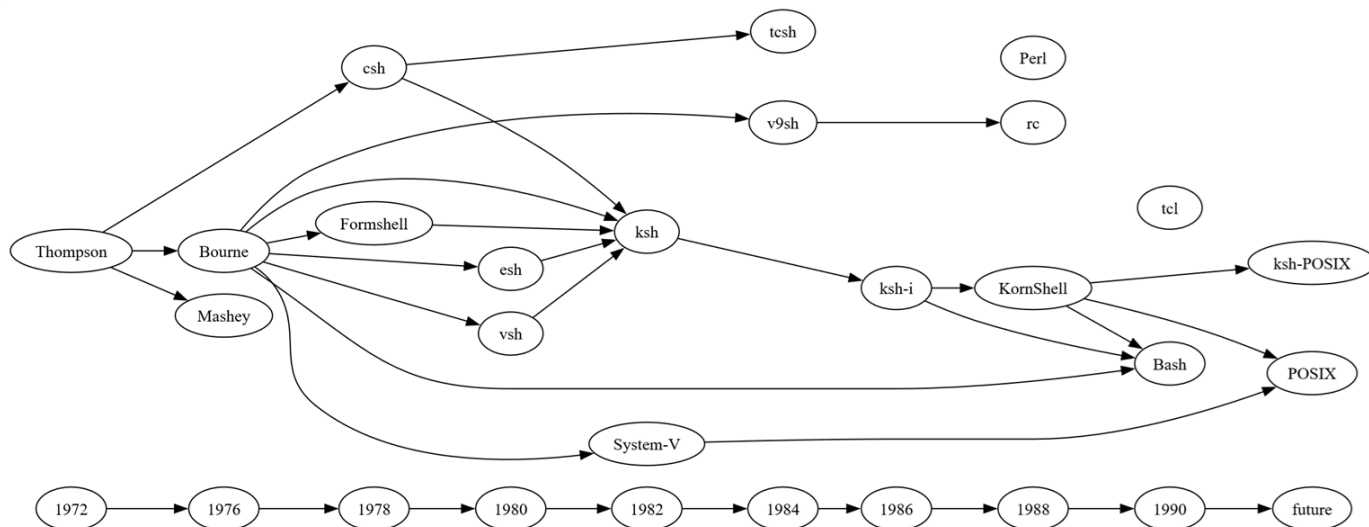 tcsh
csh
Perl
v9sh
rc
tcl
Formshell
ksh
Thompson
Bourne
esh
ksh-POSIX
ksh-i
KornShell
Mashey
vsh
Bash
POSIX
System-V
1972 1976 1978 1980 1982 1984 1986 1988 1990 future